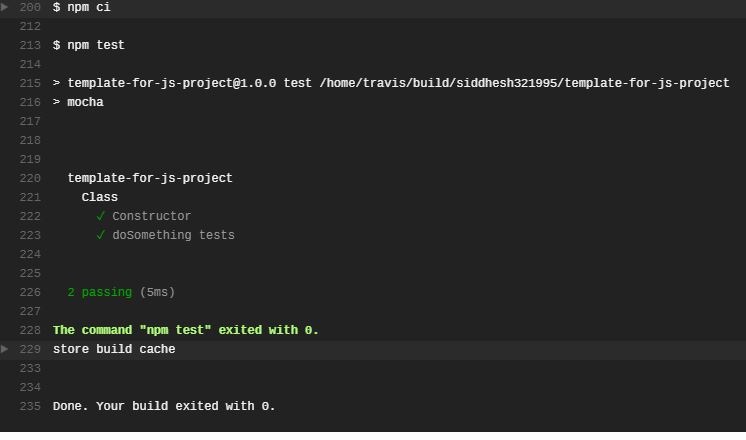 200 $ npm ci
212
213 $ npm test
214
215 > template-for-js-project@1.0.0 test /home/travis/build/siddhesh321995/template-for-js-project
216 > mocha
217
218
219
220 template-for-js-project
221 Class
222 ✓ Constructor
223 ✓ doSomething tests
224
225
226 2 passing (5ms)
227
228 The command "npm test" exited with 0.
229 store build cache
233
234
235 Done. Your build exited with 0.